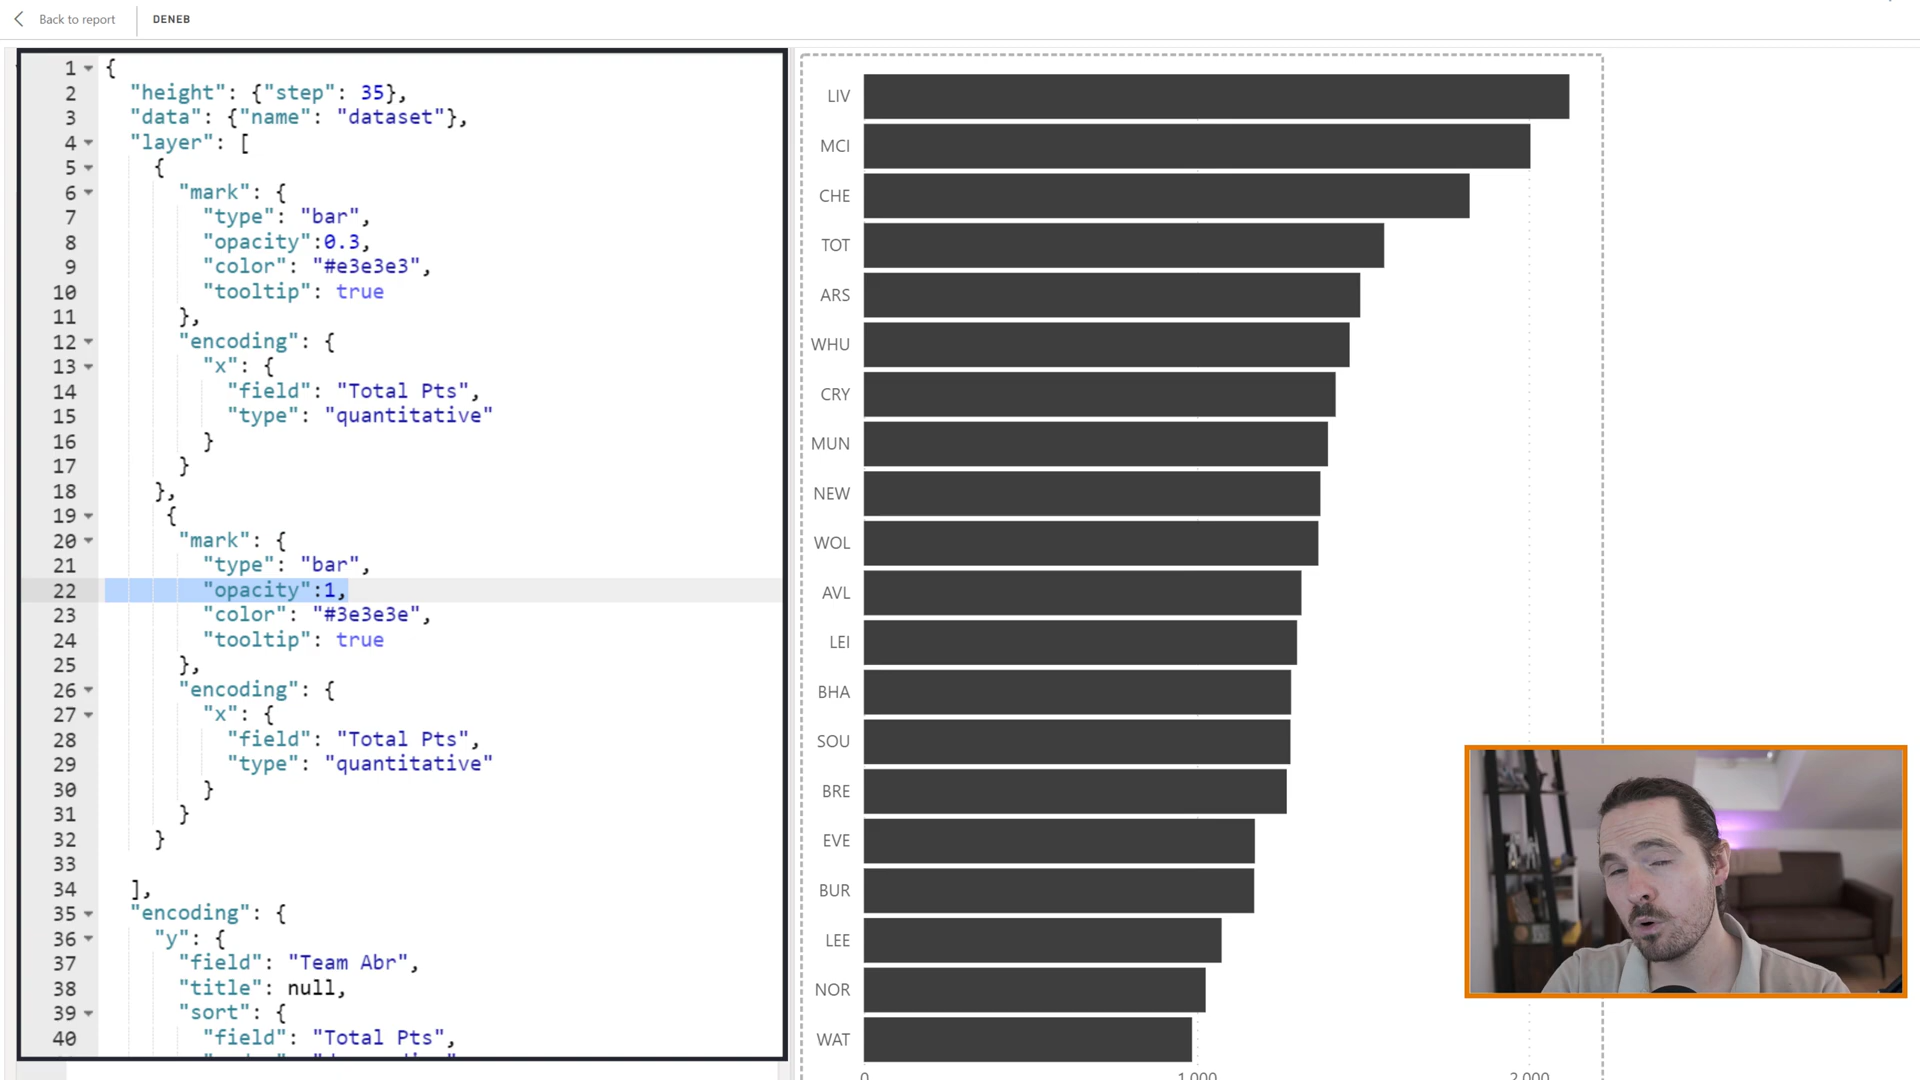 Back to report
DENEB
1 {
2 "height": {"step": 35},
3 "data": {"name": "dataset"},
4 "layer": [
5 {
6 "mark": {
7 "type": "bar",
8 "opacity":0.3,
9 "color": "#e3e3e3",
10 "tooltip": true
11 },
12 "encoding": {
13 "x": {
14 "field": "Total Pts",
15 "type": "quantitative"
16 }
17 }
18 },
19 {
20 "mark": {
21 "type": "bar",
22 "opacity":1,
23 "color": "#3e3e3e",
24 "tooltip": true
25 },
26 "encoding": {
27 "x": {
28 "field": "Total Pts",
29 "type": "quantitative"
30 }
31 }
32 }
33
34 ],
35 "encoding": {
36 "y": {
37 "field": "Team Abr",
38 "title": null,
39 "sort": {
40 "field": "Total Pts",
LIV
MCI
CHE
TOT
ARS
WHU
CRY
MUN
NEW
WOL
AVL
LEI
BHA
SOU
BRE
EVE
BUR
LEE
NOR
WAT
0 1,000 2,000